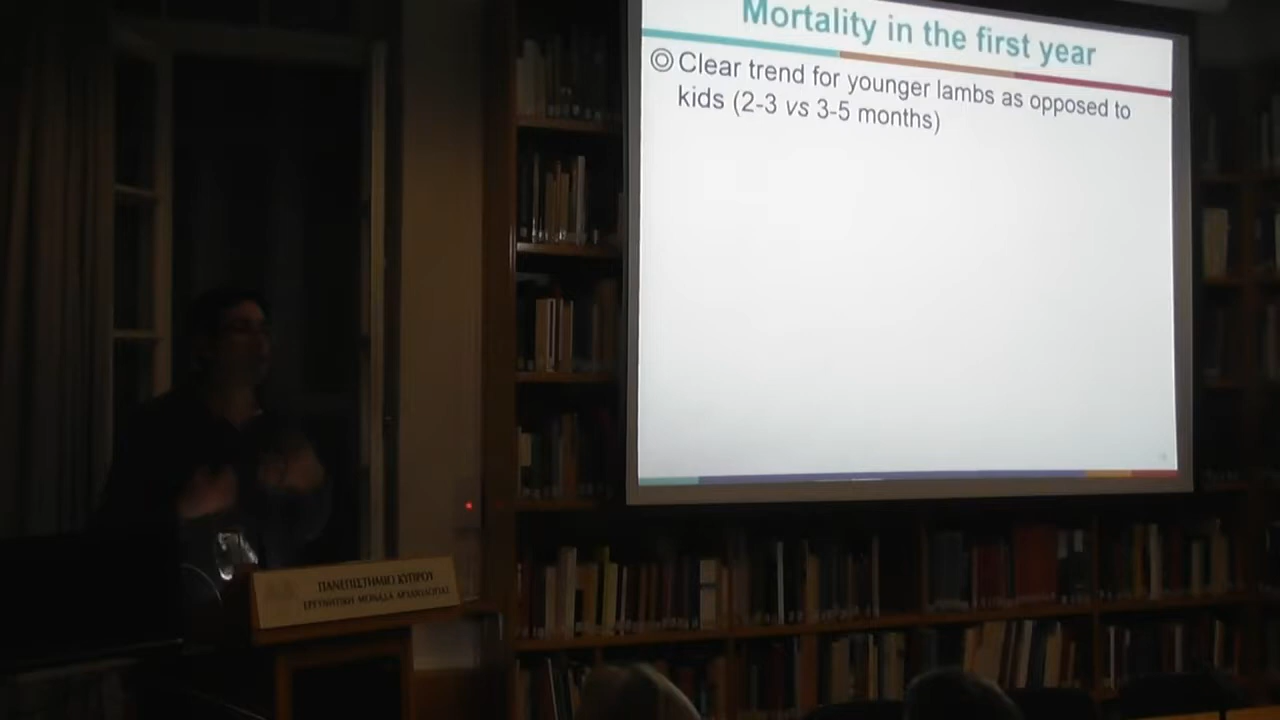 Mortality in the first year
Clear trend for younger lambs as opposed to
kids (2-3 vs 3-5 months)
ΠΑΝΕΠΙΣΤΗΜΙΟ ΚΥΠΡΟΥ
ΕΡΕΥΝΗΤΙΚΗ ΜΟΝΑΔΑ ΑΡΧΑΙΟΛΟΓΙΑΣ